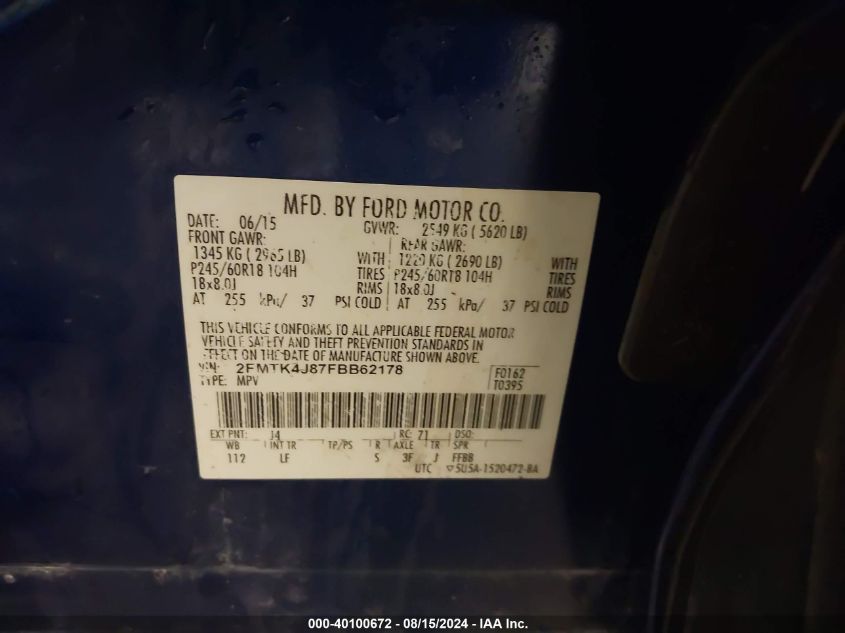 MFD. BY FORD MOTOR CO.
DATE: 06/15 GVWR: 2549 KG ( 5620 LB)
FRONT GAWR: REAR GAWR:
1345 KG ( 2965 LB) WITH 1220 KG ( 2690 LB) WITH
P245/60R18 104H TIRES P245/60R18 104H TIRES
18x8.0J RIMS 18x8.0J RIMS
AT 255 kPa/ 37 PSI COLD AT 255 kPa/ 37 PSI COLD
THIS VEHICLE CONFORMS TO ALL APPLICABLE FEDERAL MOTOR
VEHICLE SAFETY AND THEFT PREVENTION STANDARDS IN
EFFECT ON THE DATE OF MANUFACTURE SHOWN ABOVE.
VIN: 2FMTK4J87FBB62178 F0162
TYPE: MPV T0395
EXT PNT: J4 RC: 71 DSO:
WB INT TR TP/PS R AXLE TR SPR
112 LF S 3F J FFBB
UTC ▽5U5A-1520472-BA
000-40100672 - 08/15/2024 - IAAI.com